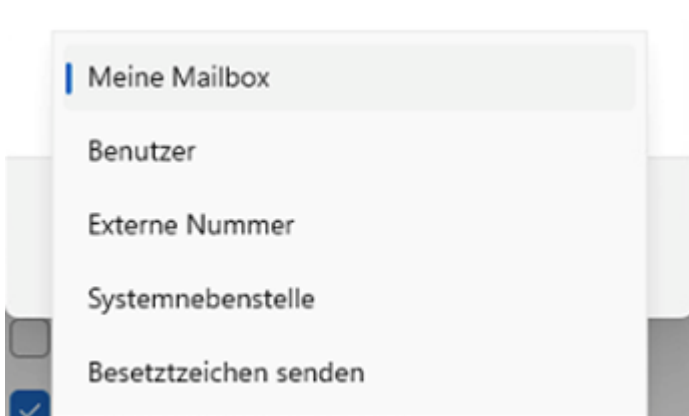 Meine Mailbox
Benutzer
Externe Nummer
Systemnebenstelle
Besetztzeichen senden